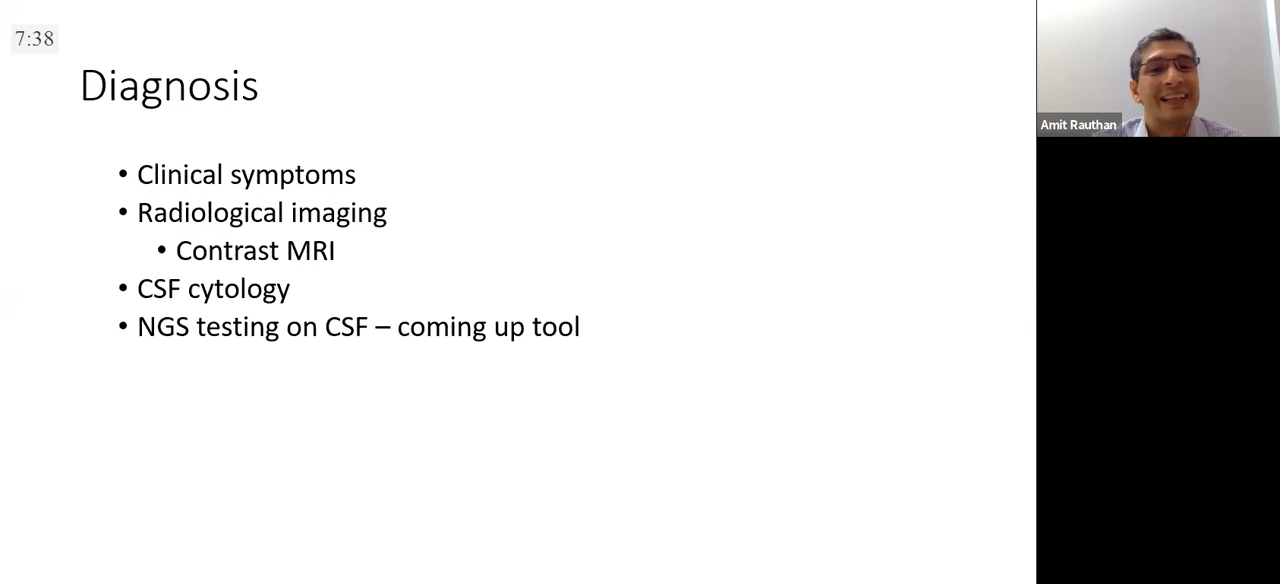 7:38
Diagnosis
• Clinical symptoms
• Radiological imaging
• Contrast MRI
• CSF cytology
• NGS testing on CSF – coming up tool
Amit Rauthan